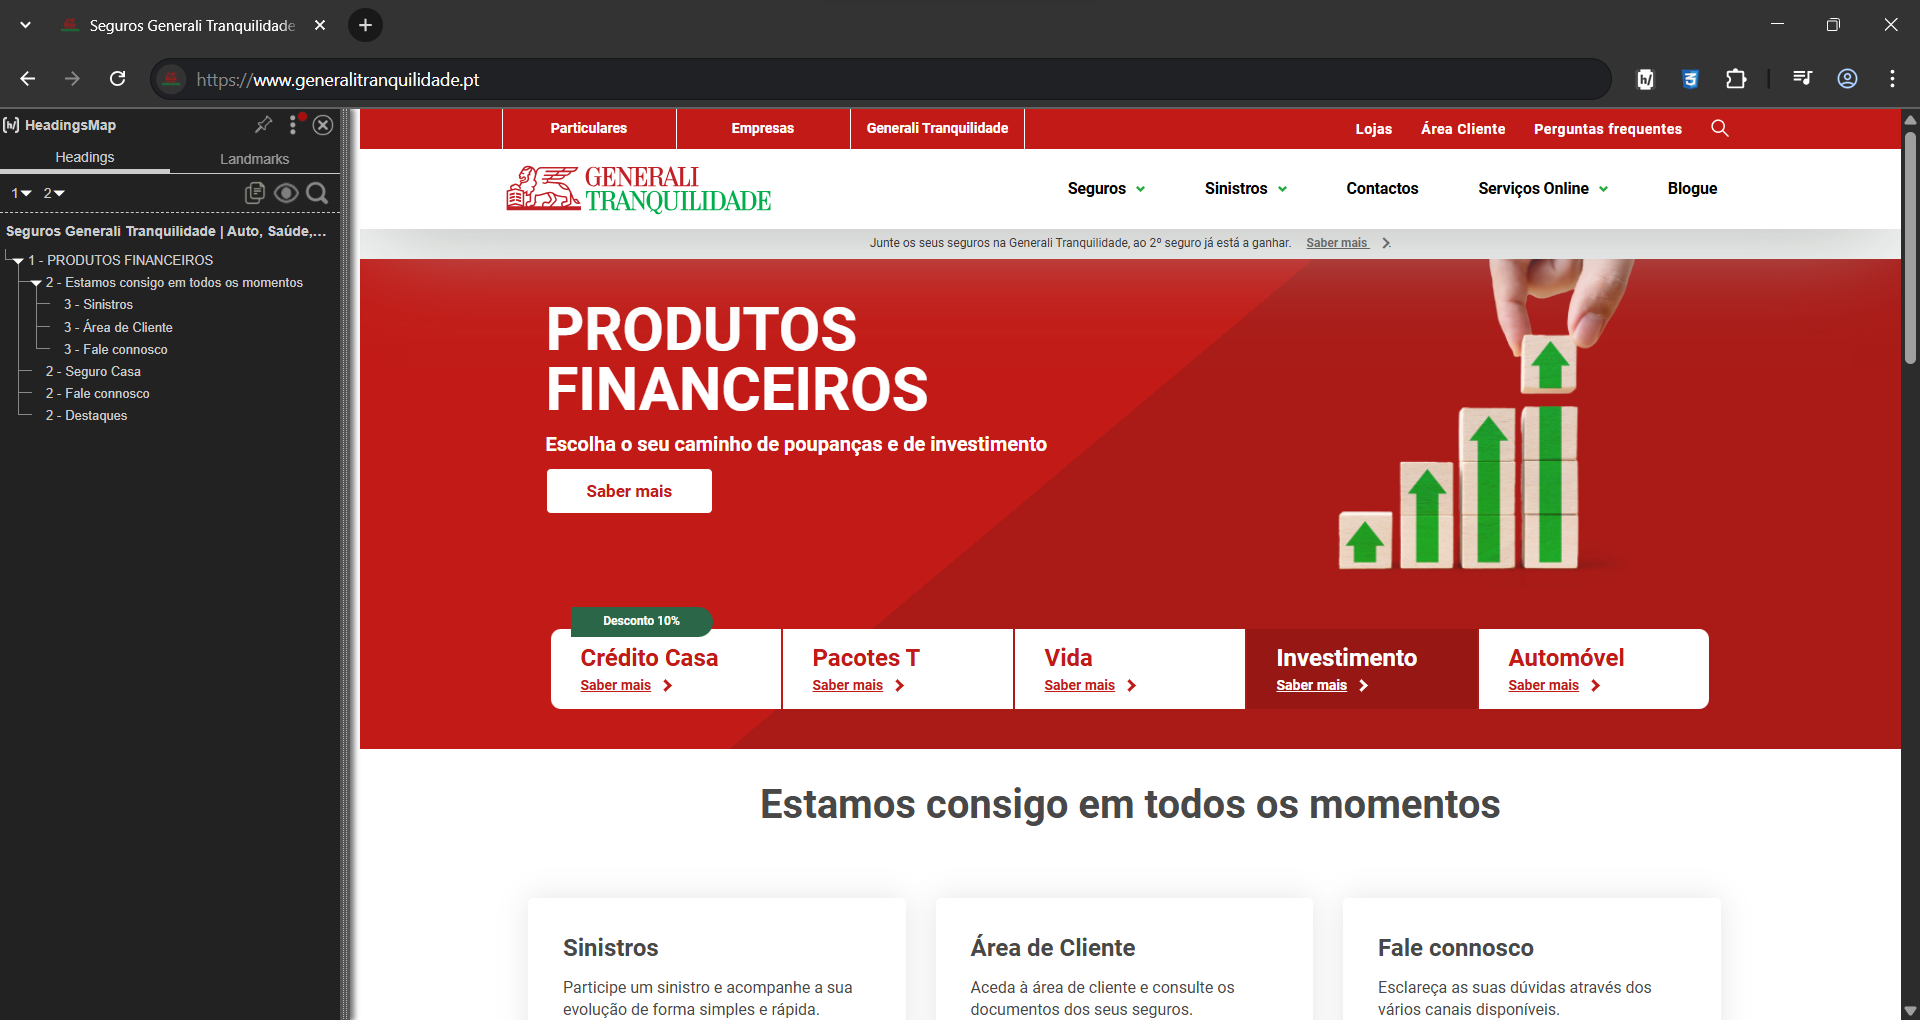 Seguros Generali Tranquilidade
https://www.generalitranquilidade.pt
HeadingsMap
Headings
Landmarks
1
2
Seguros Generali Tranquilidade | Auto, Saúde,...
1 - PRODUTOS FINANCEIROS
2 - Estamos consigo em todos os momentos
3 - Sinistros
3 - Área de Cliente
3 - Fale connosco
2 - Seguro Casa
2 - Fale connosco
2 - Destaques
Particulares
Empresas
Generali Tranquilidade
Lojas
Área Cliente
Perguntas frequentes
GENERALI
TRANQUILIDADE
Seguros
Sinistros
Contactos
Serviços Online
Blogue
Junte os seus seguros na Generali Tranquilidade, ao 2º seguro já está a ganhar. Saber mais
PRODUTOS
FINANCEIROS
Escolha o seu caminho de poupanças e de investimento
Saber mais
Desconto 10%
Crédito Casa
Saber mais
Pacotes T
Saber mais
Vida
Saber mais
Investimento
Saber mais
Automóvel
Saber mais
Estamos consigo em todos os momentos
Sinistros
Participe um sinistro e acompanhe a sua
evolução de forma simples e rápida.
Área de Cliente
Aceda à área de cliente e consulte os
documentos dos seus seguros.
Fale connosco
Esclareça as suas dúvidas através dos
vários canais disponíveis.